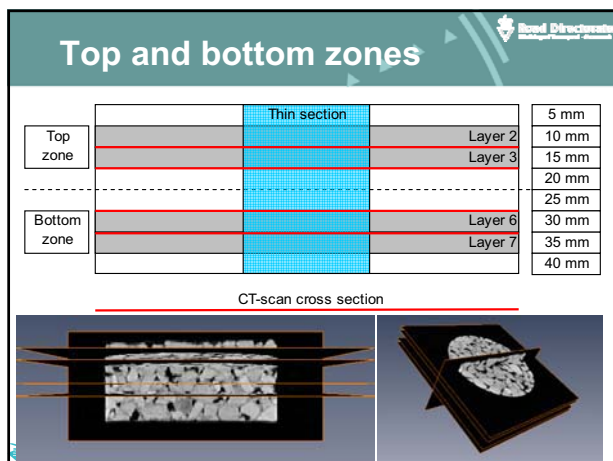 Road Directorate
Top and bottom zones
Thin section
5 mm
Top
zone
Layer 2
10 mm
Layer 3
15 mm
20 mm
25 mm
Bottom
zone
Layer 6
30 mm
Layer 7
35 mm
40 mm
CT-scan cross section